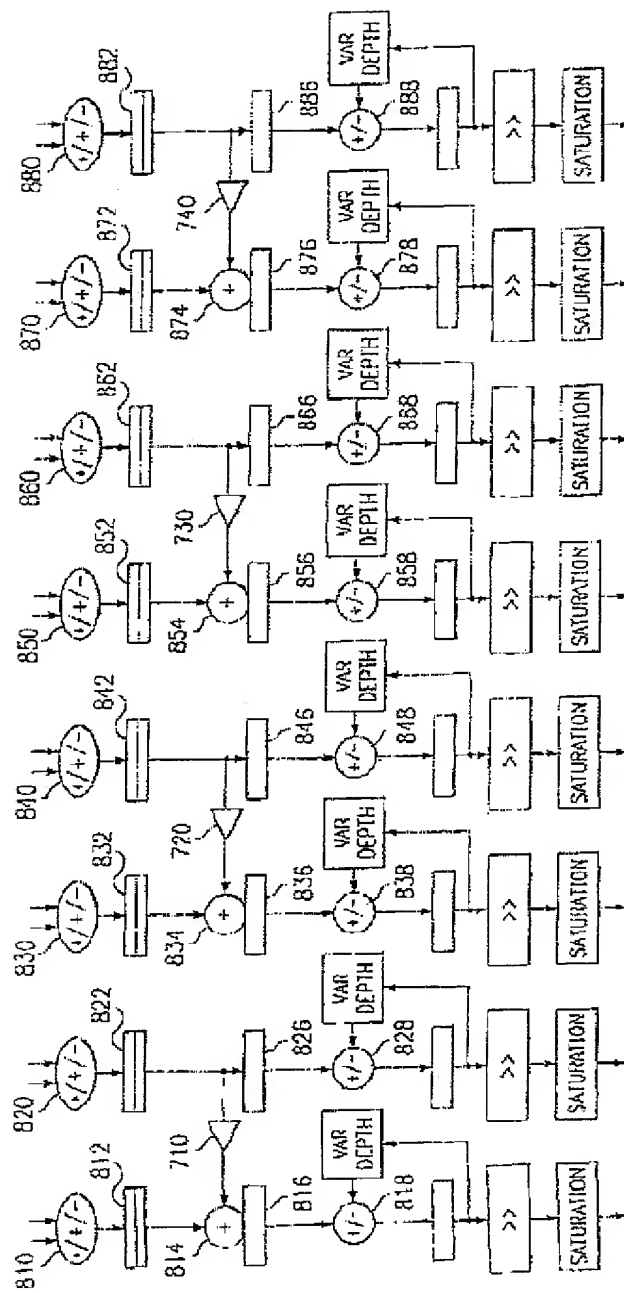 810
820
830
840
850
860
870
880
*/+/-
*/+/-
*/+/-
*/+/-
*/+/-
*/+/-
*/+/-
*/+/-
812
822
832
842
852
862
872
882
710
720
730
740
814
+
834
+
854
+
874
+
816
826
836
846
856
866
876
886
VAR
DEPTH
VAR
DEPTH
VAR
DEPTH
VAR
DEPTH
VAR
DEPTH
VAR
DEPTH
VAR
DEPTH
VAR
DEPTH
+/-
818
+/-
828
+/-
838
+/-
848
+/-
858
+/-
868
+/-
878
+/-
888
>>
>>
>>
>>
>>
>>
>>
>>
SATURATION
SATURATION
SATURATION
SATURATION
SATURATION
SATURATION
SATURATION
SATURATION